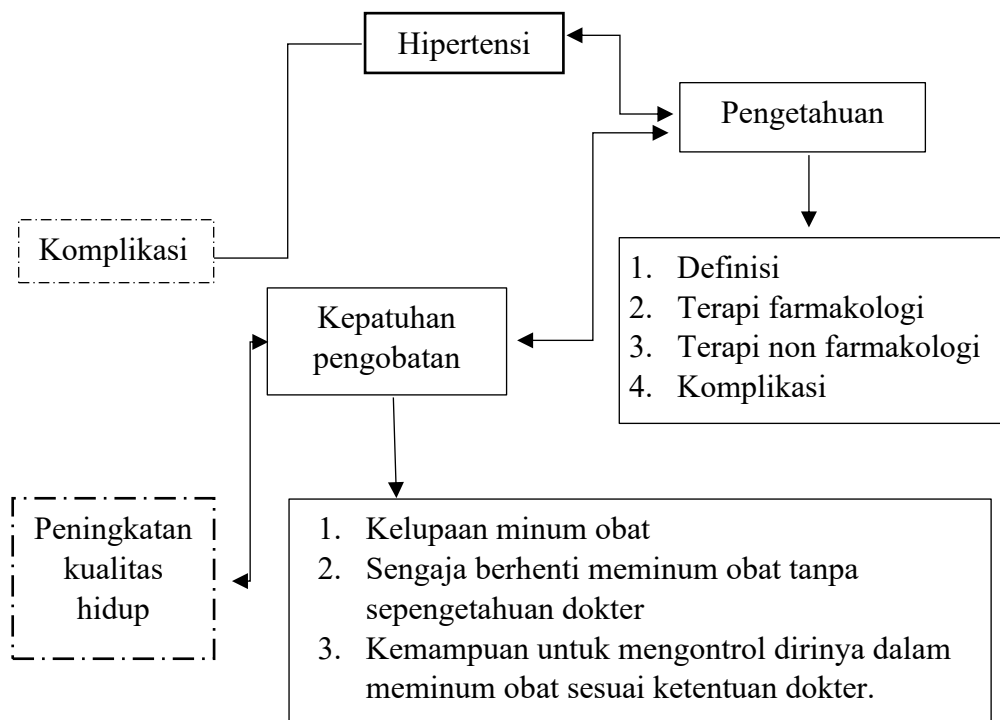 Hipertensi
Pengetahuan
Komplikasi
1. Definisi
2. Terapi farmakologi
3. Terapi non farmakologi
4. Komplikasi
Kepatuhan
pengobatan
Peningkatan
kualitas
hidup
1. Kelupaan minum obat
2. Sengaja berhenti meminum obat tanpa
sepengetahuan dokter
3. Kemampuan untuk mengontrol dirinya dalam
meminum obat sesuai ketentuan dokter.